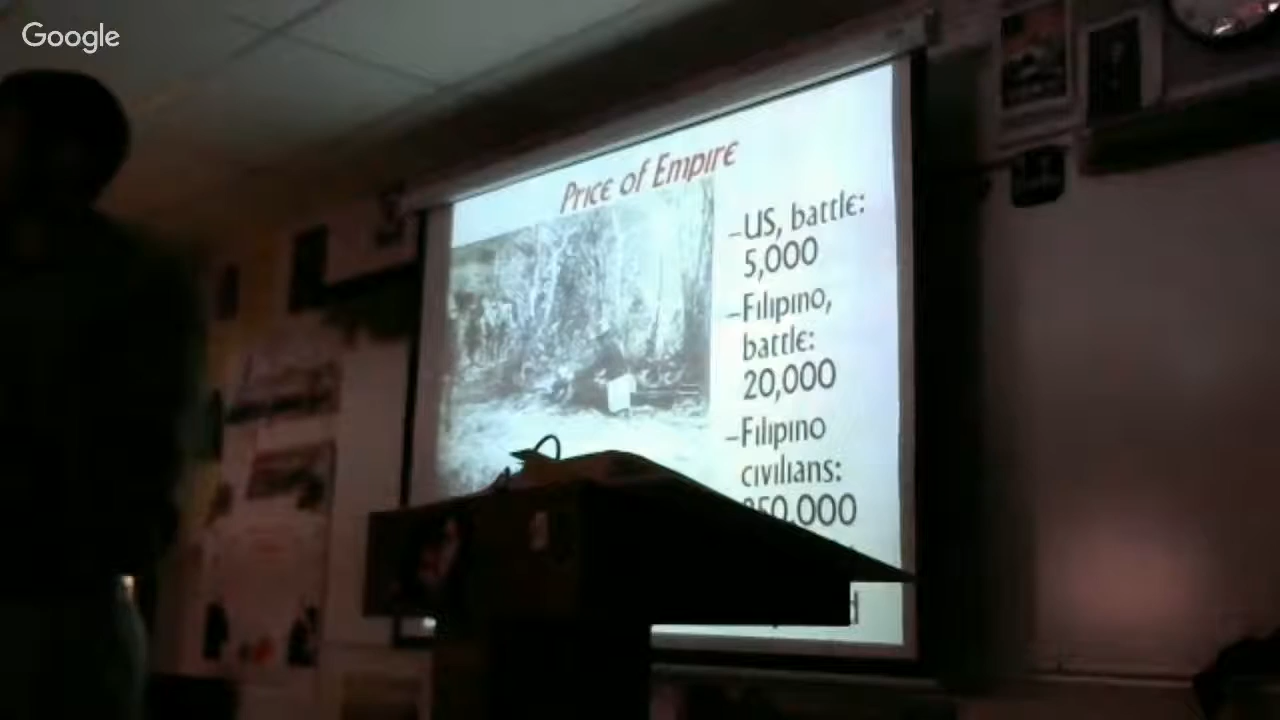 Google
Price of Empire
–US, battle:
5,000
–Filipino,
battle:
20,000
–Filipino
civilians: